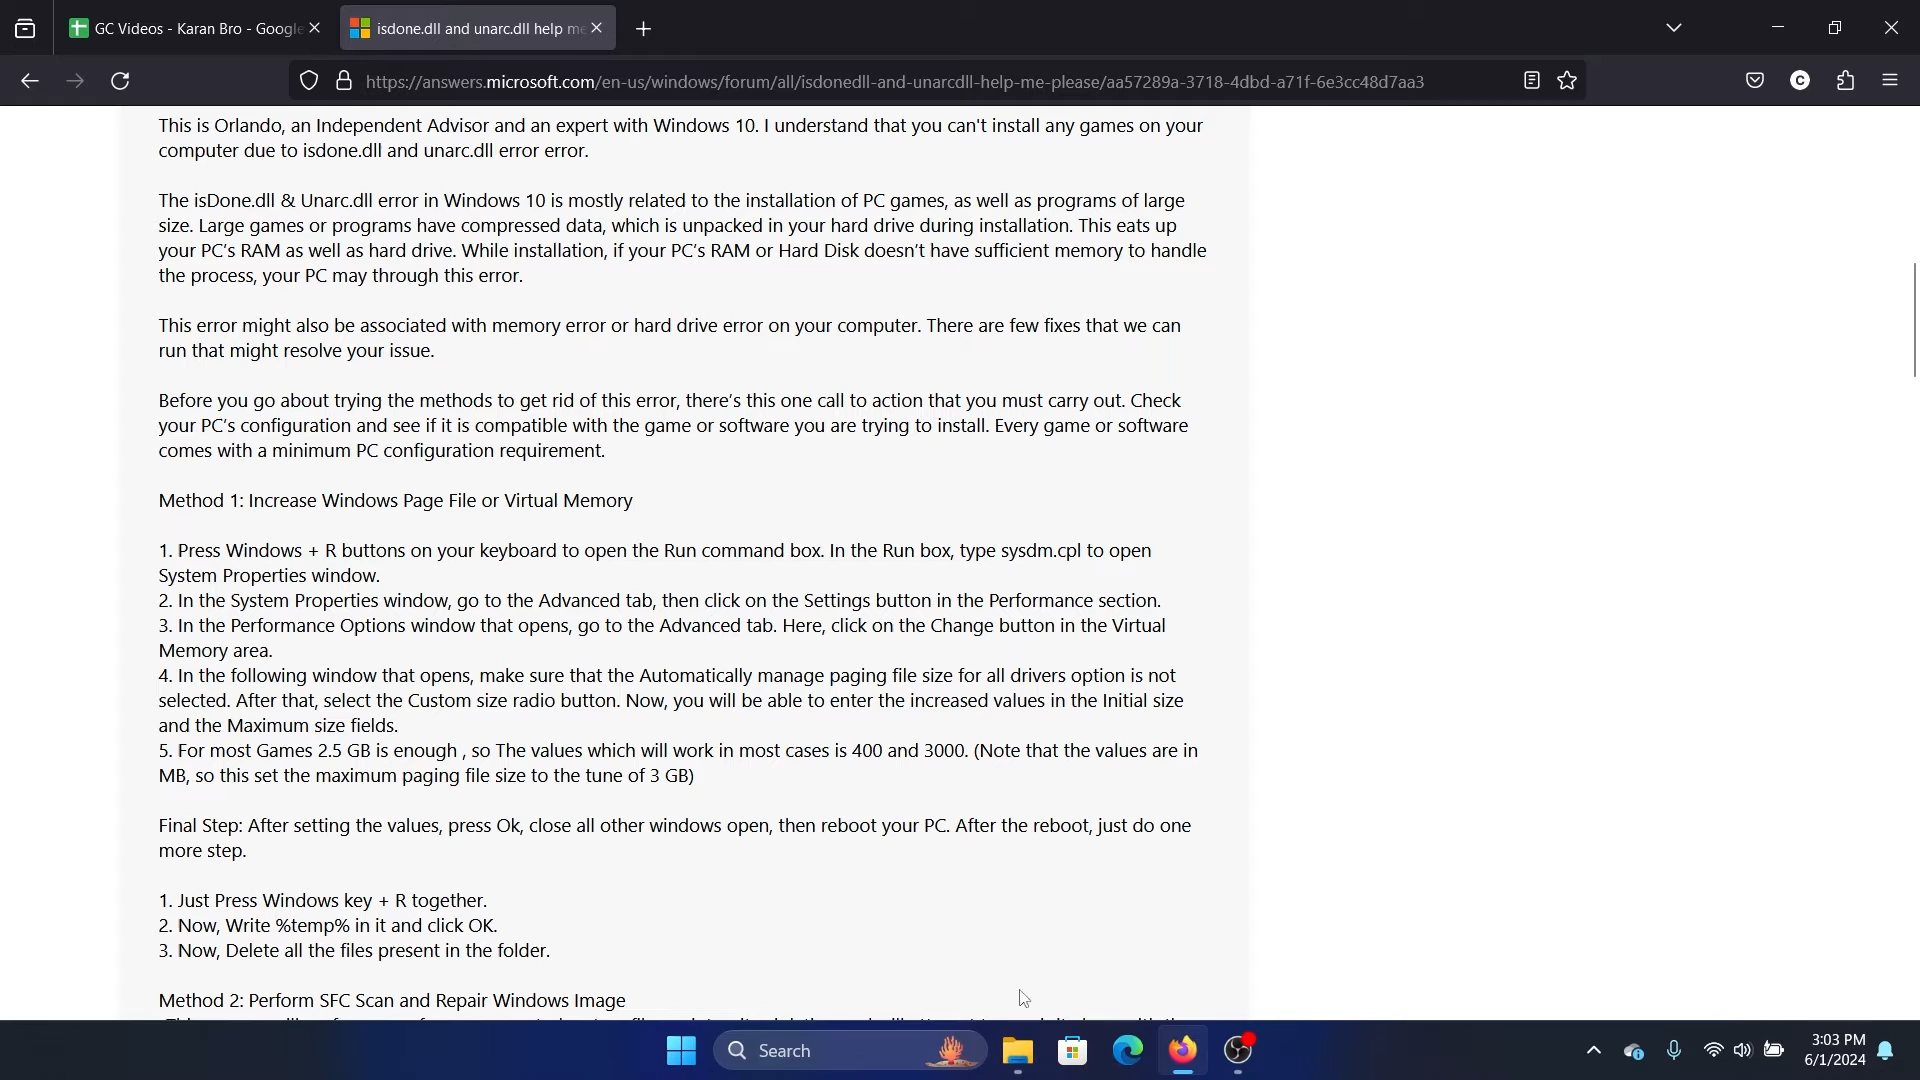 GC Videos - Karan Bro - Google
isdone.dll and unarc.dll help me
https://answers.microsoft.com/en-us/windows/forum/all/isdonedll-and-unarcdll-help-me-please/aa57289a-3718-4dbd-a71f-6e3cc48d7aa3
C
This is Orlando, an Independent Advisor and an expert with Windows 10. I understand that you can't install any games on your
computer due to isdone.dll and unarc.dll error error.
The isDone.dll & Unarc.dll error in Windows 10 is mostly related to the installation of PC games, as well as programs of large
size. Large games or programs have compressed data, which is unpacked in your hard drive during installation. This eats up
your PC’s RAM as well as hard drive. While installation, if your PC’s RAM or Hard Disk doesn’t have sufficient memory to handle
the process, your PC may through this error.
This error might also be associated with memory error or hard drive error on your computer. There are few fixes that we can
run that might resolve your issue.
Before you go about trying the methods to get rid of this error, there’s this one call to action that you must carry out. Check
your PC’s configuration and see if it is compatible with the game or software you are trying to install. Every game or software
comes with a minimum PC configuration requirement.
Method 1: Increase Windows Page File or Virtual Memory
1. Press Windows + R buttons on your keyboard to open the Run command box. In the Run box, type sysdm.cpl to open
System Properties window.
2. In the System Properties window, go to the Advanced tab, then click on the Settings button in the Performance section.
3. In the Performance Options window that opens, go to the Advanced tab. Here, click on the Change button in the Virtual
Memory area.
4. In the following window that opens, make sure that the Automatically manage paging file size for all drivers option is not
selected. After that, select the Custom size radio button. Now, you will be able to enter the increased values in the Initial size
and the Maximum size fields.
5. For most Games 2.5 GB is enough , so The values which will work in most cases is 400 and 3000. (Note that the values are in
MB, so this set the maximum paging file size to the tune of 3 GB)
Final Step: After setting the values, press Ok, close all other windows open, then reboot your PC. After the reboot, just do one
more step.
1. Just Press Windows key + R together.
2. Now, Write %temp% in it and click OK.
3. Now, Delete all the files present in the folder.
Method 2: Perform SFC Scan and Repair Windows Image
Search
3:03 PM
6/1/2024